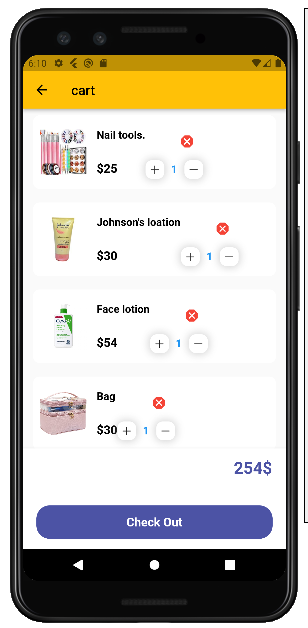 6:10
cart
Nail tools.
$25 + 1 −
Johnson's loation
$30 + 1 −
Face lotion
$54 + 1 −
Bag
$30 + 1 −
254$
Check Out